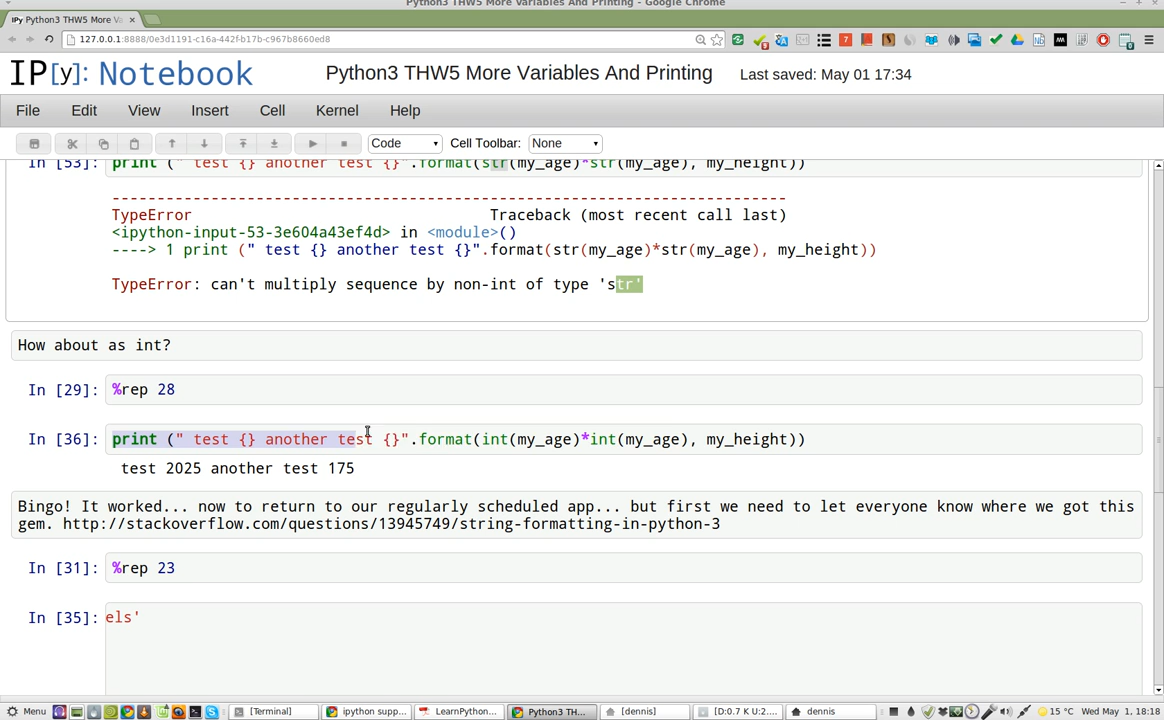 Python3 THW5 More Variables And Printing - Google Chrome
IPy Python3 THW5 More Va
127.0.0.1:8888/0e3d1191-c16a-442f-b17b-c967b8660ed8
IP[y]: Notebook Python3 THW5 More Variables And Printing Last saved: May 01 17:34
File Edit View Insert Cell Kernel Help
Code Cell Toolbar: None
In [53]: print (" test {} another test {}".format(str(my_age)*str(my_age), my_height))
---------------------------------------------------------------------------
TypeError Traceback (most recent call last)
<ipython-input-53-3e604a43ef4d> in <module>()
----> 1 print (" test {} another test {}".format(str(my_age)*str(my_age), my_height))
TypeError: can't multiply sequence by non-int of type 'str'
How about as int?
In [29]: %rep 28
In [36]: print (" test {} another test {}".format(int(my_age)*int(my_age), my_height))
test 2025 another test 175
Bingo! It worked... now to return to our regularly scheduled app... but first we need to let everyone know where we got this
gem. http://stackoverflow.com/questions/13945749/string-formatting-in-python-3
In [31]: %rep 23
In [35]: els'
Menu [Terminal] ipython supp... LearnPython... Python3 TH... [dennis] [D:0.7 K U:2.... dennis 15 °C Wed May 1, 18:18